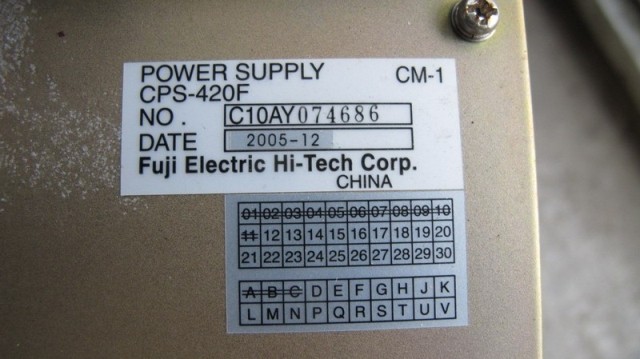 POWER SUPPLY CM-1
CPS-420F
NO. C10AY074686
DATE 2005-12
Fuji Electric Hi-Tech Corp.
CHINA
01 02 03 04 05 06 07 08 09 10
11 12 13 14 15 16 17 18 19 20
21 22 23 24 25 26 27 28 29 30
A B C D E F G H J K
L M N P Q R S T U V